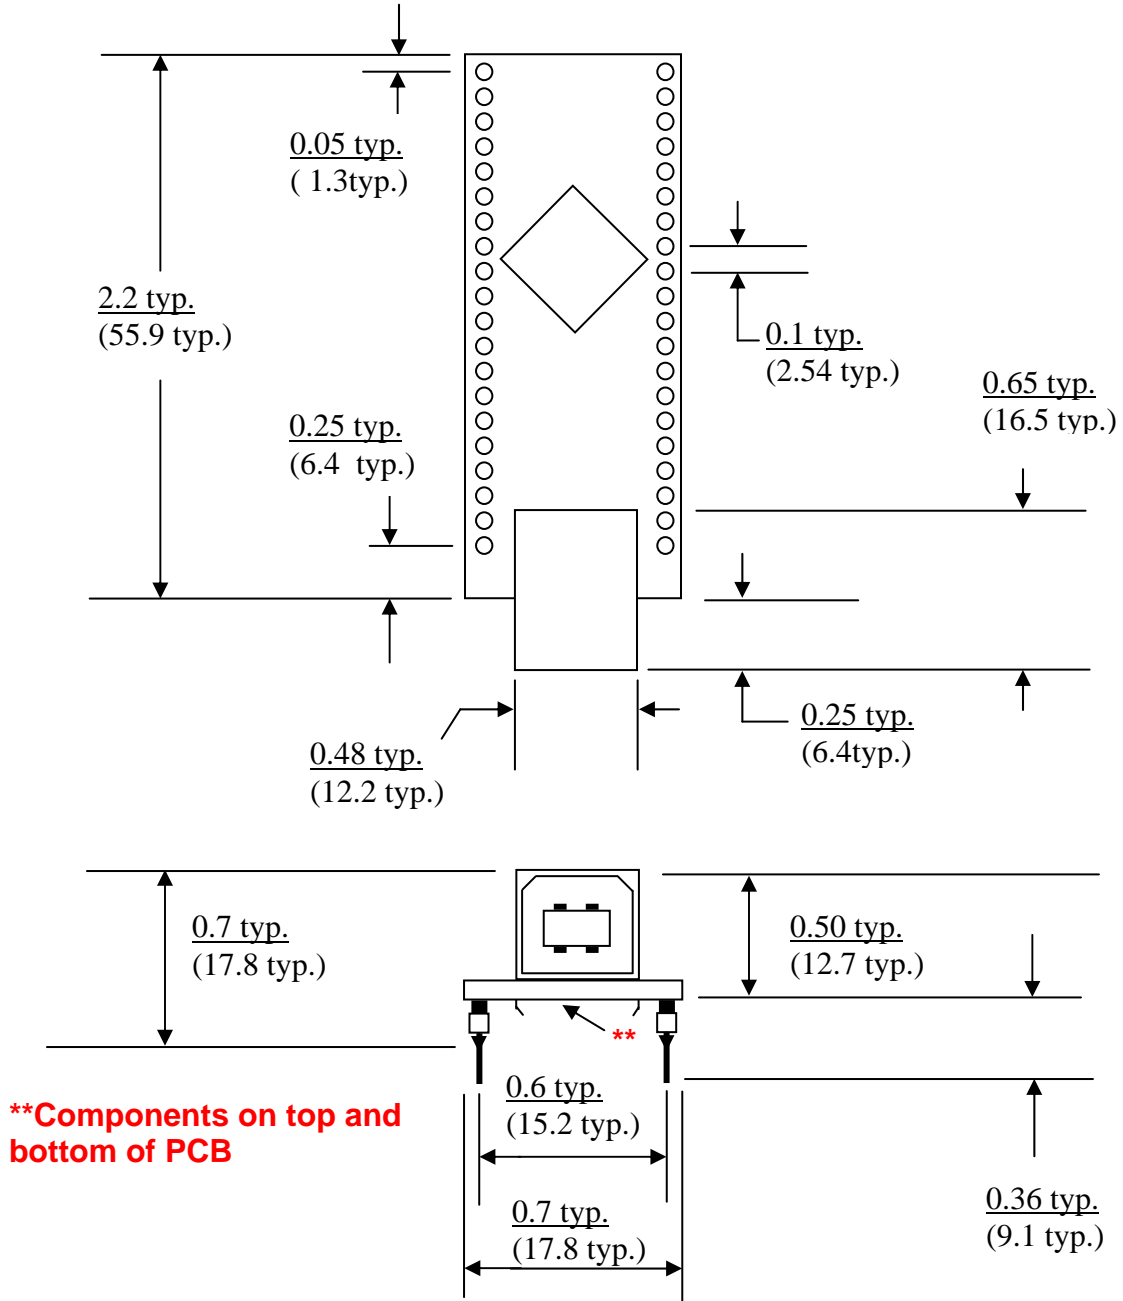 0.05 typ.
( 1.3typ.)
2.2 typ.
(55.9 typ.)
0.1 typ.
(2.54 typ.)
0.65 typ.
(16.5 typ.)
0.25 typ.
(6.4 typ.)
0.25 typ.
(6.4typ.)
0.48 typ.
(12.2 typ.)
0.7 typ.
(17.8 typ.)
0.50 typ.
(12.7 typ.)
**
0.6 typ.
(15.2 typ.)
**Components on top and
bottom of PCB
0.7 typ.
(17.8 typ.)
0.36 typ.
(9.1 typ.)